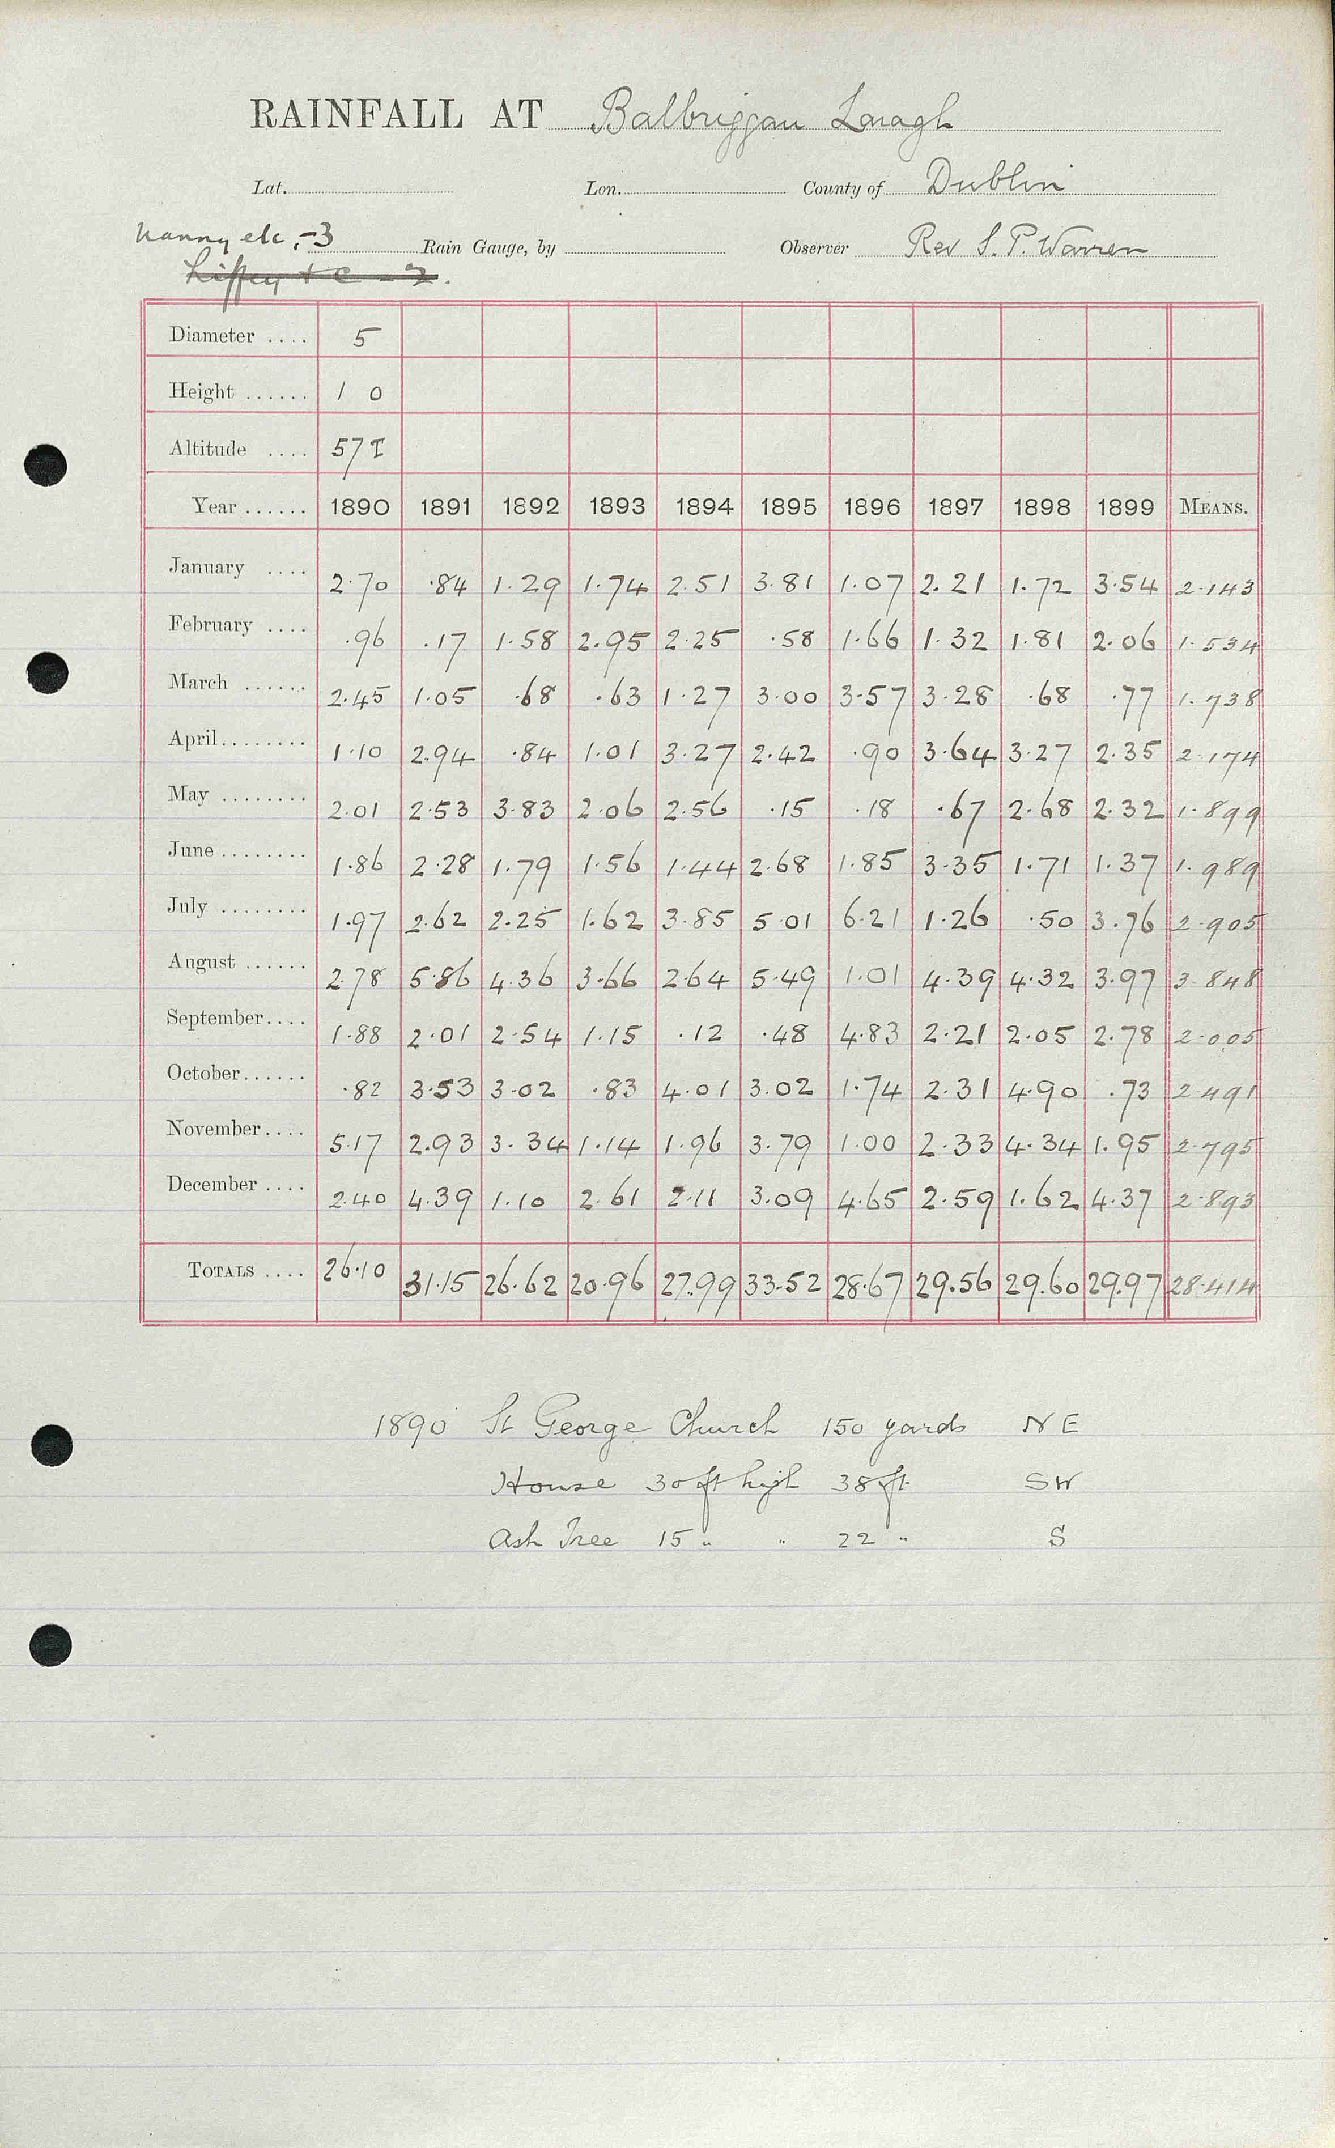 RAINFALL AT Balbriggan Laragh
Lat. Lon. County of Dublin
Nanny etc, -3 Rain Gauge, by Observer Rev S. P. Warren
Liffey + c - 2.
Diameter .... 5
Height ...... 1 0
Altitude .... 57 T
Year ...... 1890 1891 1892 1893 1894 1895 1896 1897 1898 1899 MEANS.
January .... 2.70 .84 1.29 1.74 2.51 3.81 1.07 2.21 1.72 3.54 2.143
February .... .96 .17 1.58 2.95 2.25 .58 1.66 1.32 1.81 2.06 1.534
March ...... 2.45 1.05 .68 .63 1.27 3.00 3.57 3.28 .68 .77 1.738
April........ 1.10 2.94 .84 1.01 3.27 2.42 .90 3.64 3.27 2.35 2.174
May ........ 2.01 2.53 3.83 2.06 2.56 .15 .18 .67 2.68 2.32 1.899
June ........ 1.86 2.28 1.79 1.56 1.44 2.68 1.85 3.35 1.71 1.37 1.989
July ........ 1.97 2.62 2.25 1.62 3.85 5.01 6.21 1.26 .50 3.76 2.905
August ...... 2.78 5.86 4.36 3.66 2.64 5.49 1.01 4.39 4.32 3.97 3.848
September.... 1.88 2.01 2.54 1.15 .12 .48 4.83 2.21 2.05 2.78 2.005
October...... .82 3.53 3.02 .83 4.01 3.02 1.74 2.31 4.90 .73 2.491
November.... 5.17 2.93 3.34 1.14 1.96 3.79 1.00 2.33 4.34 1.95 2.795
December .... 2.40 4.39 1.10 2.61 2.11 3.09 4.65 2.59 1.62 4.37 2.893
TOTALS .... 26.10 31.15 26.62 20.96 27.99 33.52 28.67 29.56 29.60 29.97 28.414
1890 St George Church 150 yards NE
House 30 ft high 38 ft SW
Ash Tree 15 " " 22 " S